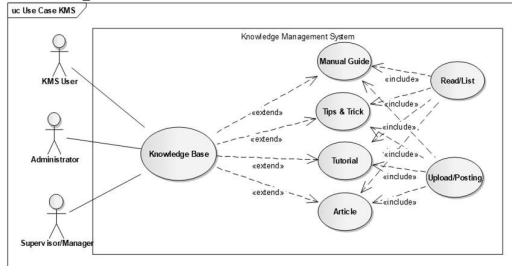 uc Use Case KMS
Knowledge Management System
KMS User
Administrator
Supervisor/Manager
Knowledge Base
«extend»
«extend»
«extend»
«extend»
Manual Guide
Tips & Trick
Tutorial
Article
«include»
«include»
«include»
«include»
«include»
«include»
Read/List
Upload/Posting